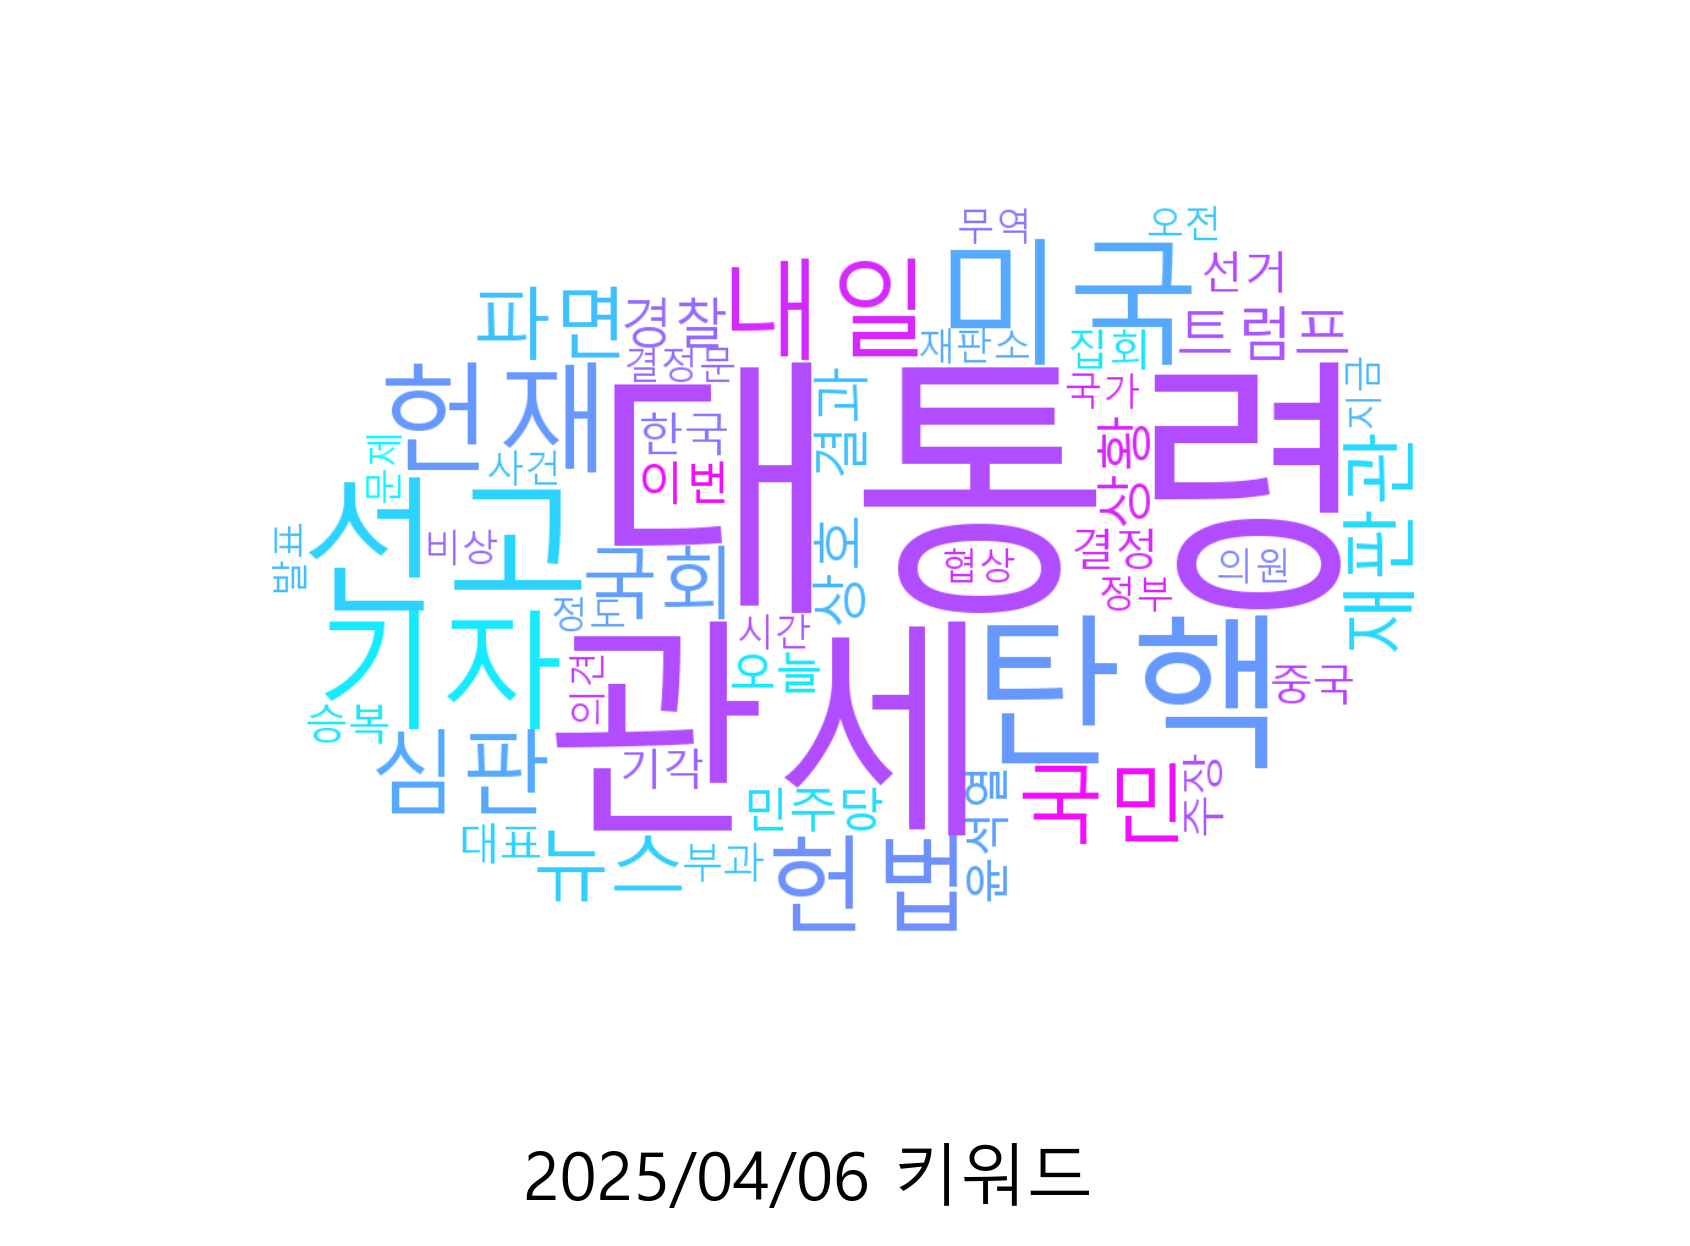 무역
오전
미국
선거
내일
파면
경찰
트럼프
재판소
집회
결정문
헌재
대통령
국가
지금
결과
한국
상황
문제
사건
이번
재판관
선고
비상
발표
국회
상호
협상
결정
의원
정도
정부
기자
시간
관세
탄핵
오늘
의견
중국
승복
심판
기각
국민
주장
민주당
윤석열
대표
뉴스
부과
헌법
2025/04/06 키워드